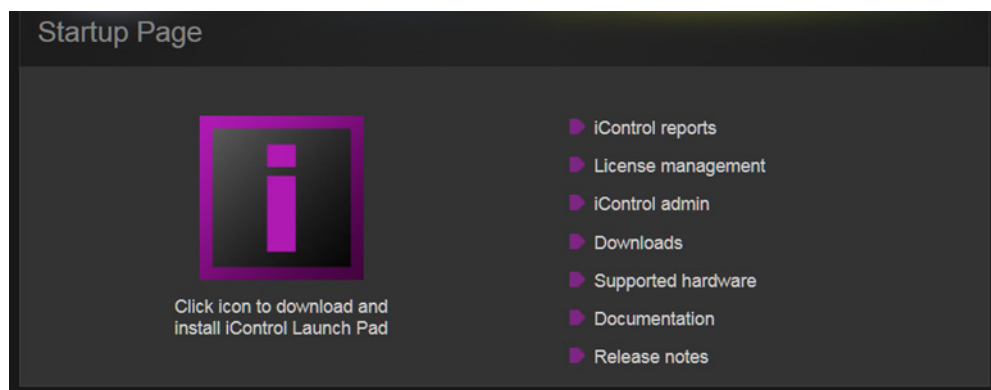 Startup Page
i
Click icon to download and
install iControl Launch Pad
iControl reports
License management
iControl admin
Downloads
Supported hardware
Documentation
Release notes